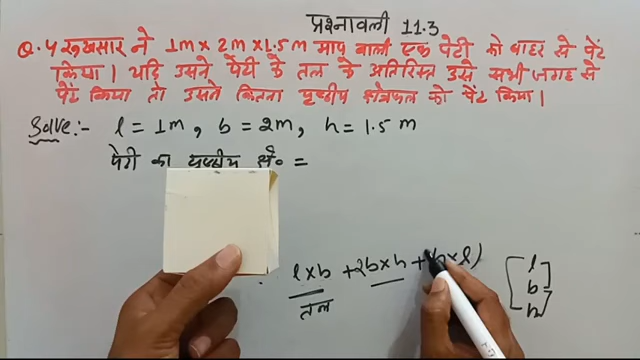 प्रश्नावली 11.3
Q.4 रुखसार ने 1m x 2m x 1.5m माप वाली एक पेटी को बाहर से पेंट
किया। यदि उसने पेटी के तल के अतिरिक्त उसे सभी जगह से
पेंट किया तो उसने कितना पृष्ठीय क्षेत्रफल को पेंट किया।
Solve:- l = 1m, b = 2m, h = 1.5 m
पेटी का पृष्ठीय क्षे० =
l×b + 2b×h + h×l)
तल
l
b
h